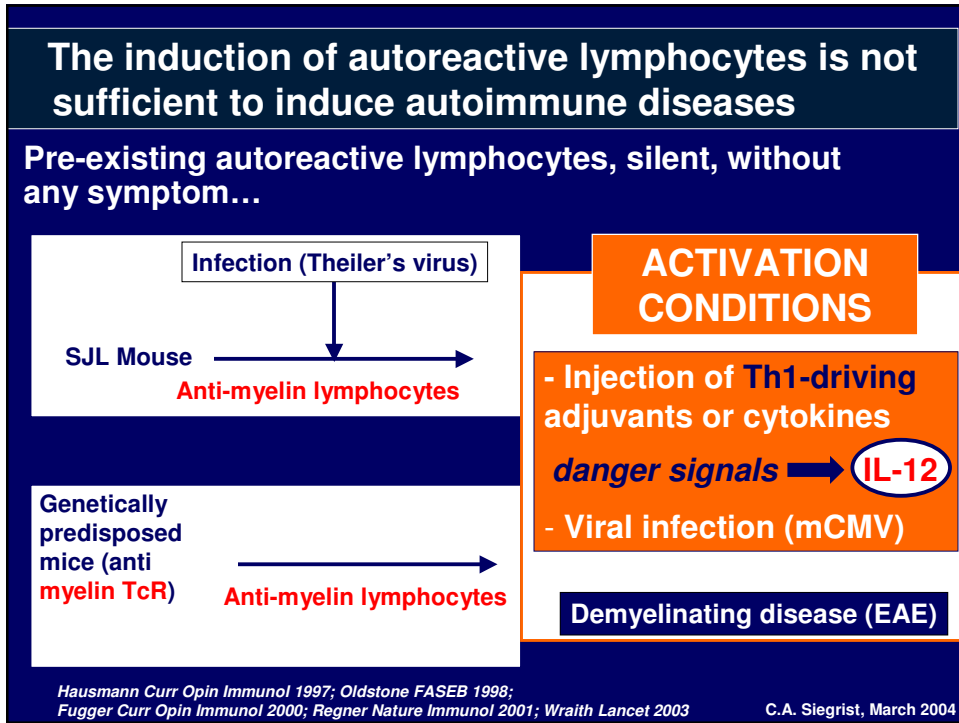 The induction of autoreactive lymphocytes is not
sufficient to induce autoimmune diseases
Pre-existing autoreactive lymphocytes, silent, without
any symptom…
Infection (Theiler's virus)
SJL Mouse
Anti-myelin lymphocytes
Genetically
predisposed
mice (anti
myelin TcR)
Anti-myelin lymphocytes
ACTIVATION
CONDITIONS
- Injection of Th1-driving
adjuvants or cytokines
danger signals IL-12
- Viral infection (mCMV)
Demyelinating disease (EAE)
Hausmann Curr Opin Immunol 1997; Oldstone FASEB 1998;
Fugger Curr Opin Immunol 2000; Regner Nature Immunol 2001; Wraith Lancet 2003
C.A. Siegrist, March 2004